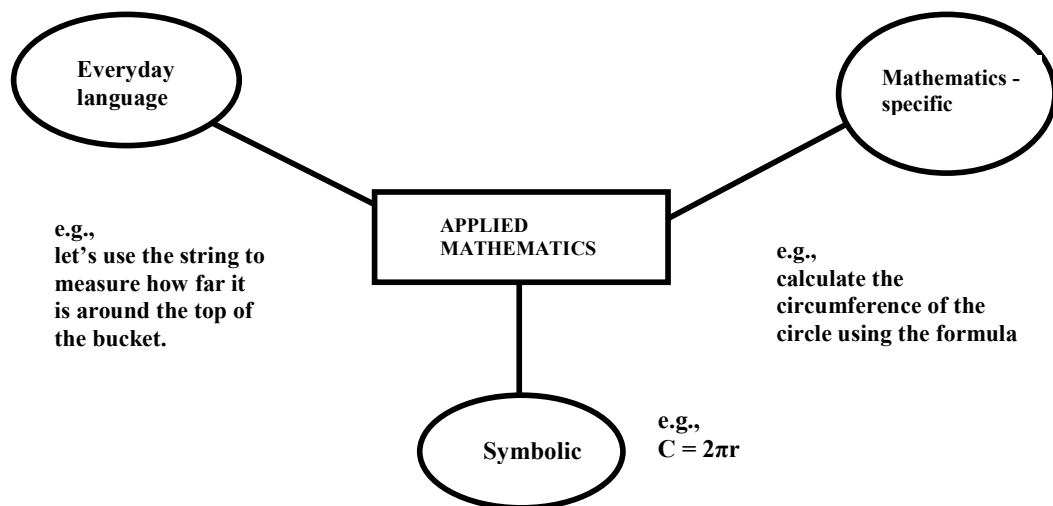 Everyday
language
Mathematics -
specific
APPLIED
MATHEMATICS
e.g.,
let’s use the string to
measure how far it
is around the top of
the bucket.
e.g.,
calculate the
circumference of the
circle using the formula
Symbolic
e.g.,
C = 2πr